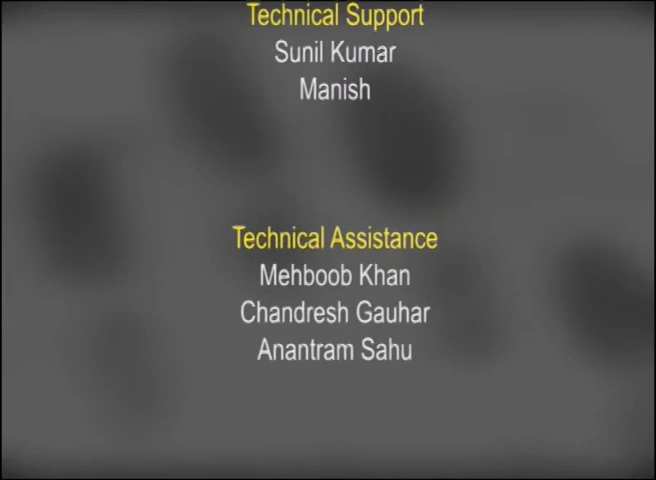 Technical Support
Sunil Kumar
Manish
Technical Assistance
Mehboob Khan
Chandresh Gauhar
Anantram Sahu